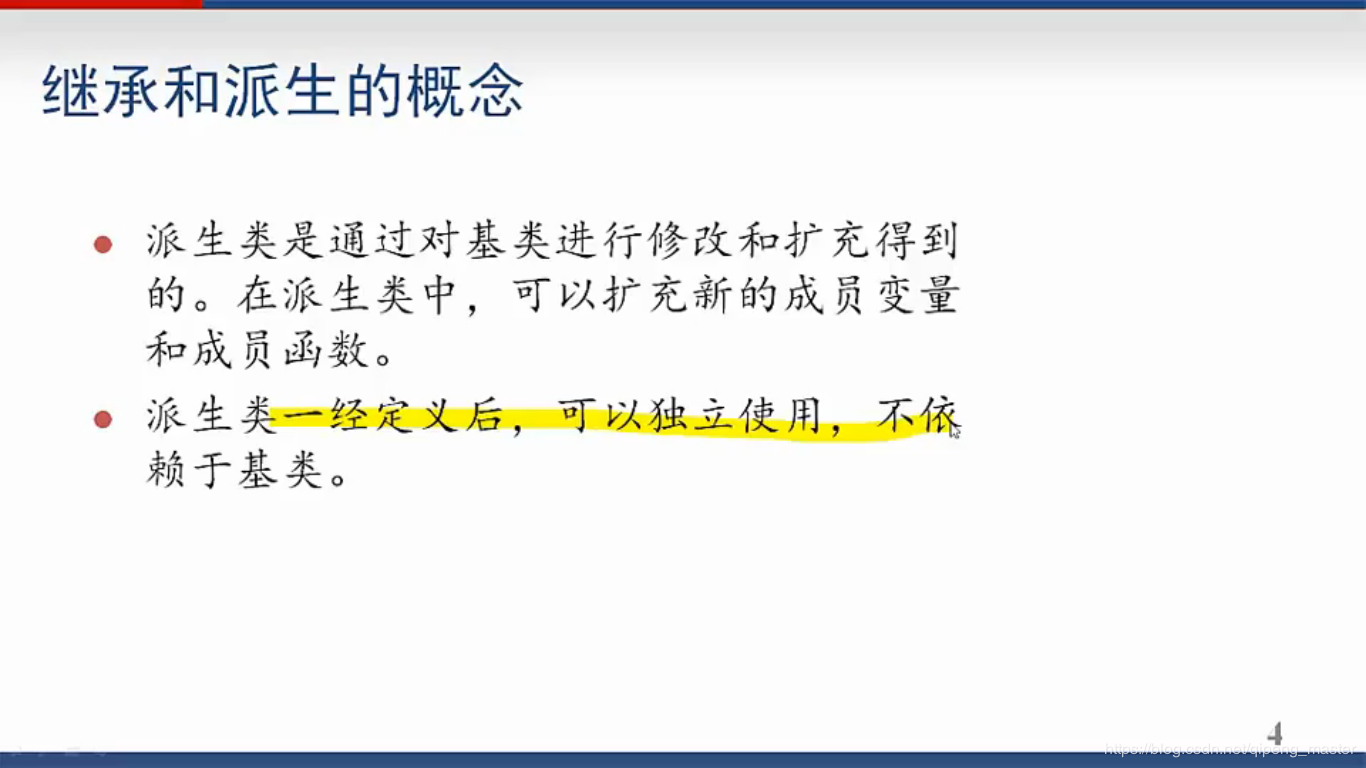 继承和派生的概念
派生类是通过对基类进行修改和扩充得到
的。在派生类中，可以扩充新的成员变量
和成员函数。
派生类一经定义后，可以独立使用，不依
赖于基类。
4
https://blog.csdn.net/qipeng_master